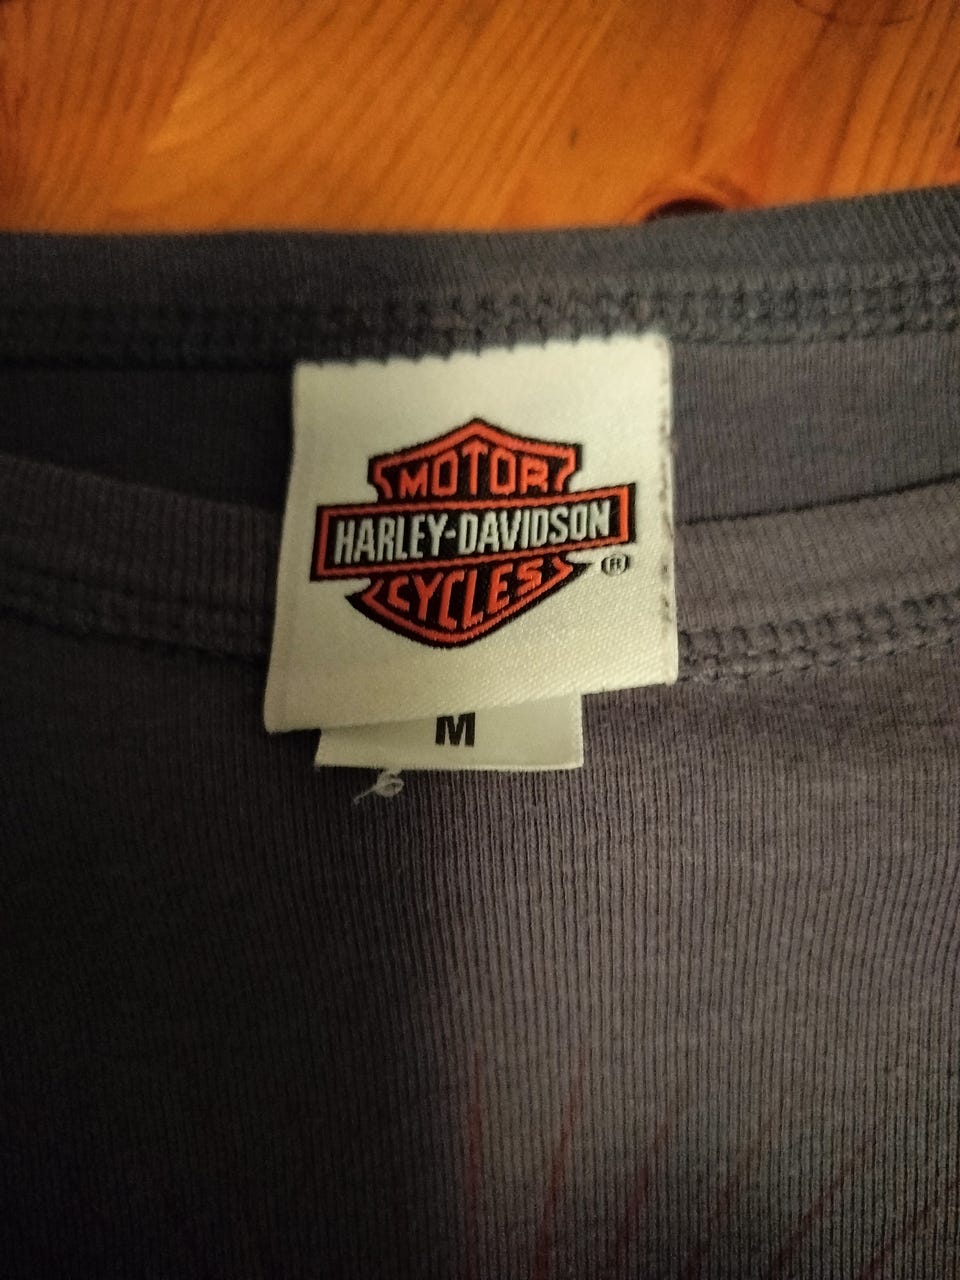 MOTOR
HARLEY-DAVIDSON
CYCLES
®
M